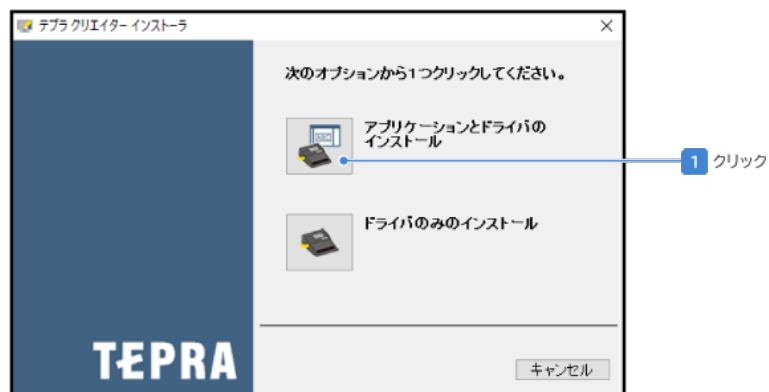 テプラ クリエイター インストーラ
次のオプションから1つクリックしてください。
アプリケーションとドライバの
インストール
1 クリック
ドライバのみのインストール
TEPRA
キャンセル